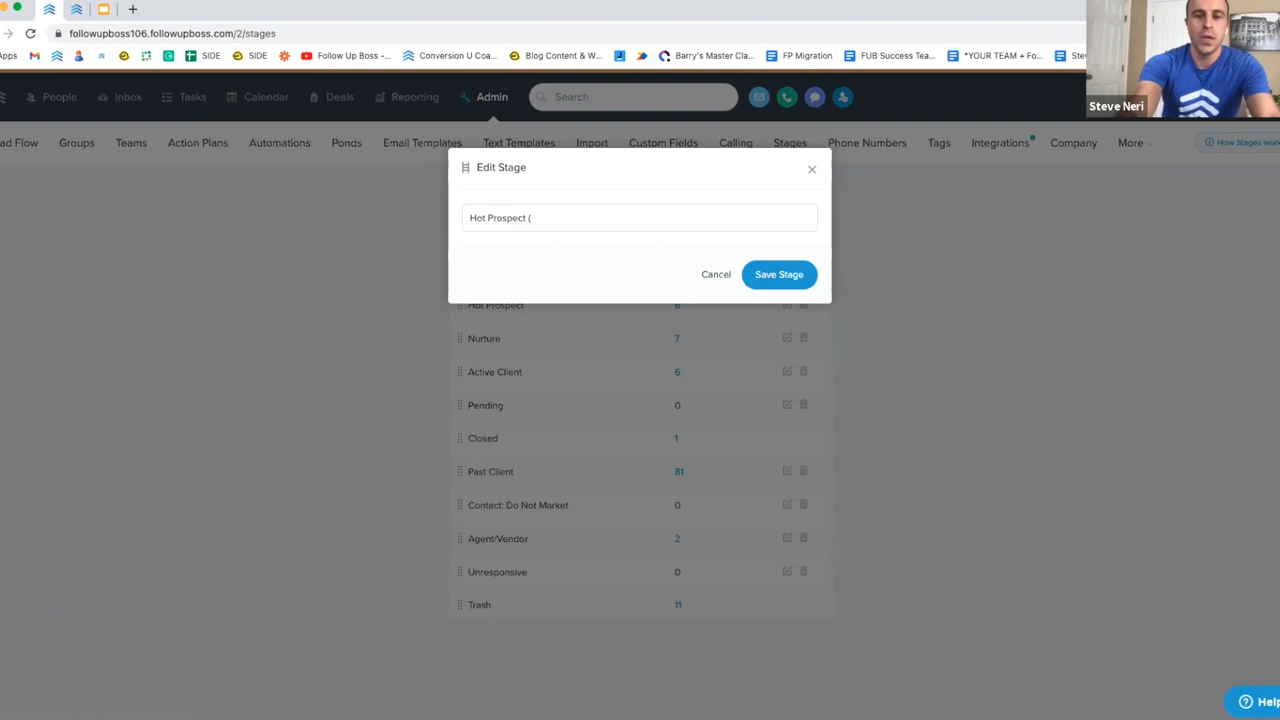 followupboss106.followupboss.com/2/stages
Apps SIDE SIDE Follow Up Boss -... Conversion U Coa... Blog Content & W... Barry's Master Cla... FP Migration FUB Success Tea... *YOUR TEAM + Fo...
People Inbox Tasks Calendar Deals Reporting Admin Search
Steve Neri
Flow Groups Teams Action Plans Automations Ponds Email Templates Text Templates Import Custom Fields Calling Stages Phone Numbers Tags Integrations Company More How Stages work
Edit Stage
Hot Prospect (
Cancel Save Stage
Hot Prospect 6
Nurture 7
Active Client 6
Pending 0
Closed 1
Past Client 81
Contact: Do Not Market 0
Agent/Vendor 2
Unresponsive 0
Trash 11
Help